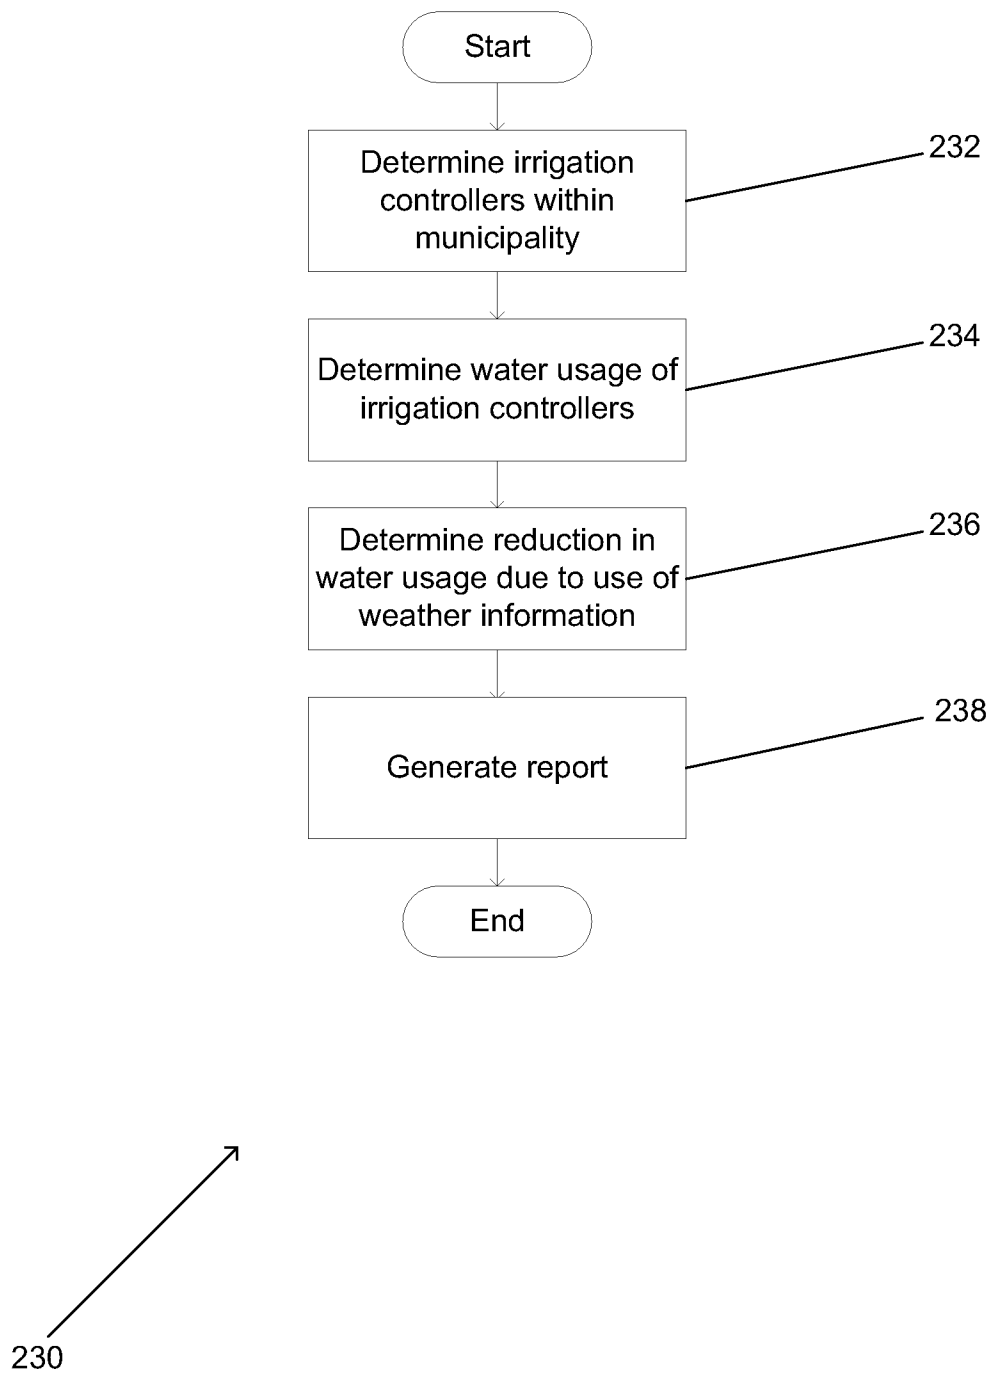 Start
Determine irrigation
controllers within
municipality
232
Determine water usage of
irrigation controllers
234
Determine reduction in
water usage due to use of
weather information
236
Generate report
238
End
230